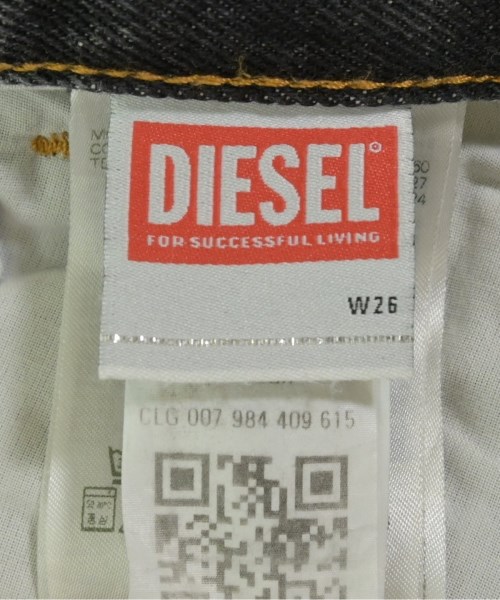 DIESEL
FOR SUCCESSFUL LIVING
W26
CLG 007 984 409 615